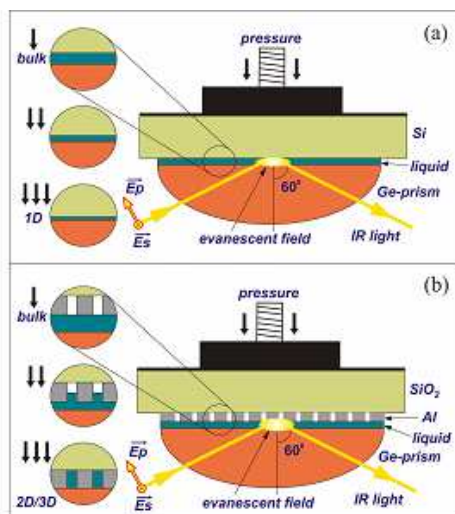 (a)
pressure
bulk
Si
liquid
1D
Ep
60°
Ge-prism
Es
evanescent field
IR light
(b)
pressure
bulk
SiO2
Al
liquid
Ep
60°
Ge-prism
2D/3D
Es
evanescent field
IR light